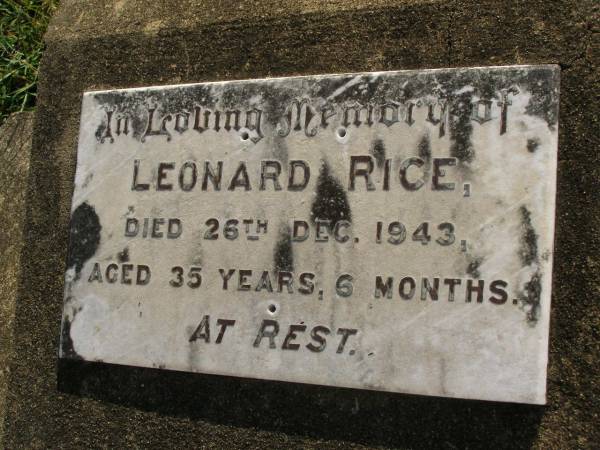 In Loving Memory of
LEONARD RICE,
DIED 26TH DEC. 1943,
AGED 35 YEARS, 6 MONTHS.
AT REST.